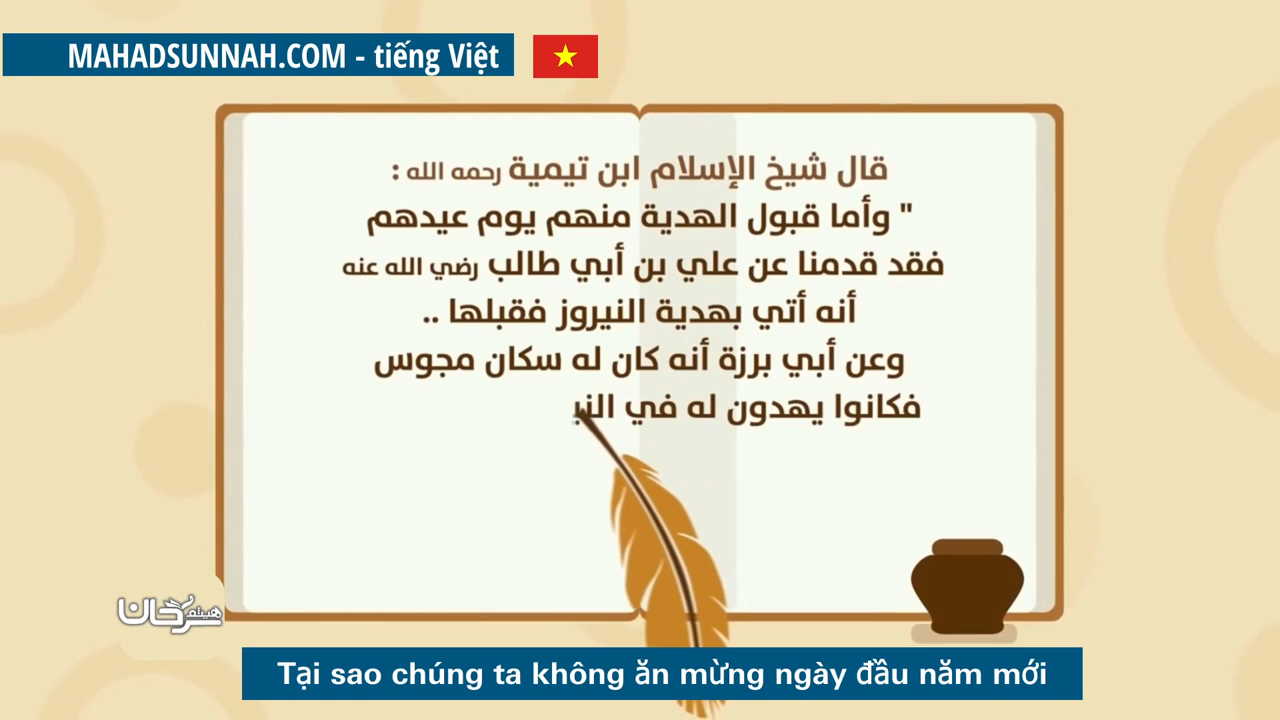 MAHADSUNNAH.COM - tiếng Việt
قال شيخ الإسلام ابن تيمية رحمه الله :
" وأما قبول الهدية منهم يوم عيدهم
فقد قدمنا عن علي بن أبي طالب رضي الله عنه
أنه أتي بهدية النيروز فقبلها ..
وعن أبي برزة أنه كان له سكان مجوس
فكانوا يهدون له في
هيثم سرحان
Tại sao chúng ta không ăn mừng ngày đầu năm mới